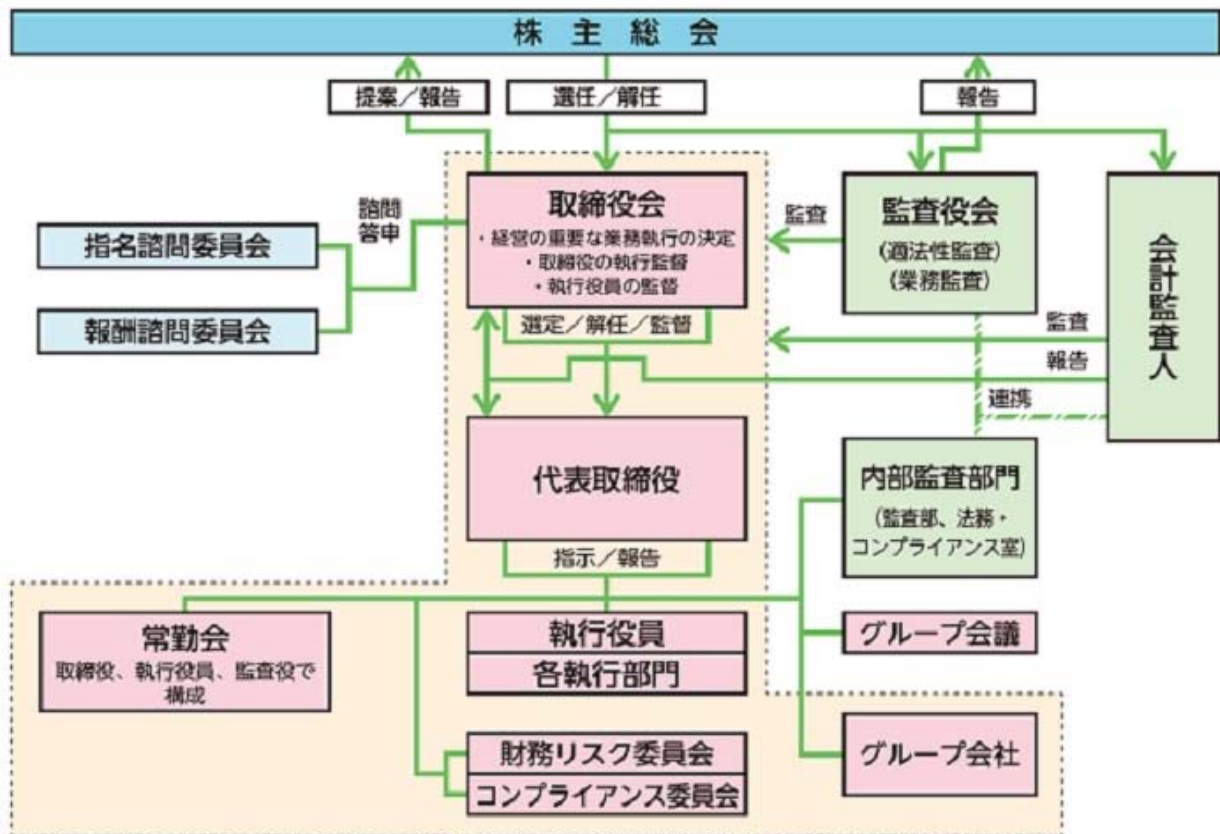 株主総会
提案/報告
選任/解任
報告
取締役会
・経営の重要な業務執行の決定
・取締役の執行監督
・執行役員の監督
選定/解任/監督
監査
監査役会
(適法性監査)
(業務監査)
会計監査人
諮問
答申
指名諮問委員会
報酬諮問委員会
監査
報告
連携
代表取締役
指示/報告
内部監査部門
(監査部、法務・
コンプライアンス室)
常勤会
取締役、執行役員、監査役で
構成
執行役員
各執行部門
グループ会議
財務リスク委員会
コンプライアンス委員会
グループ会社